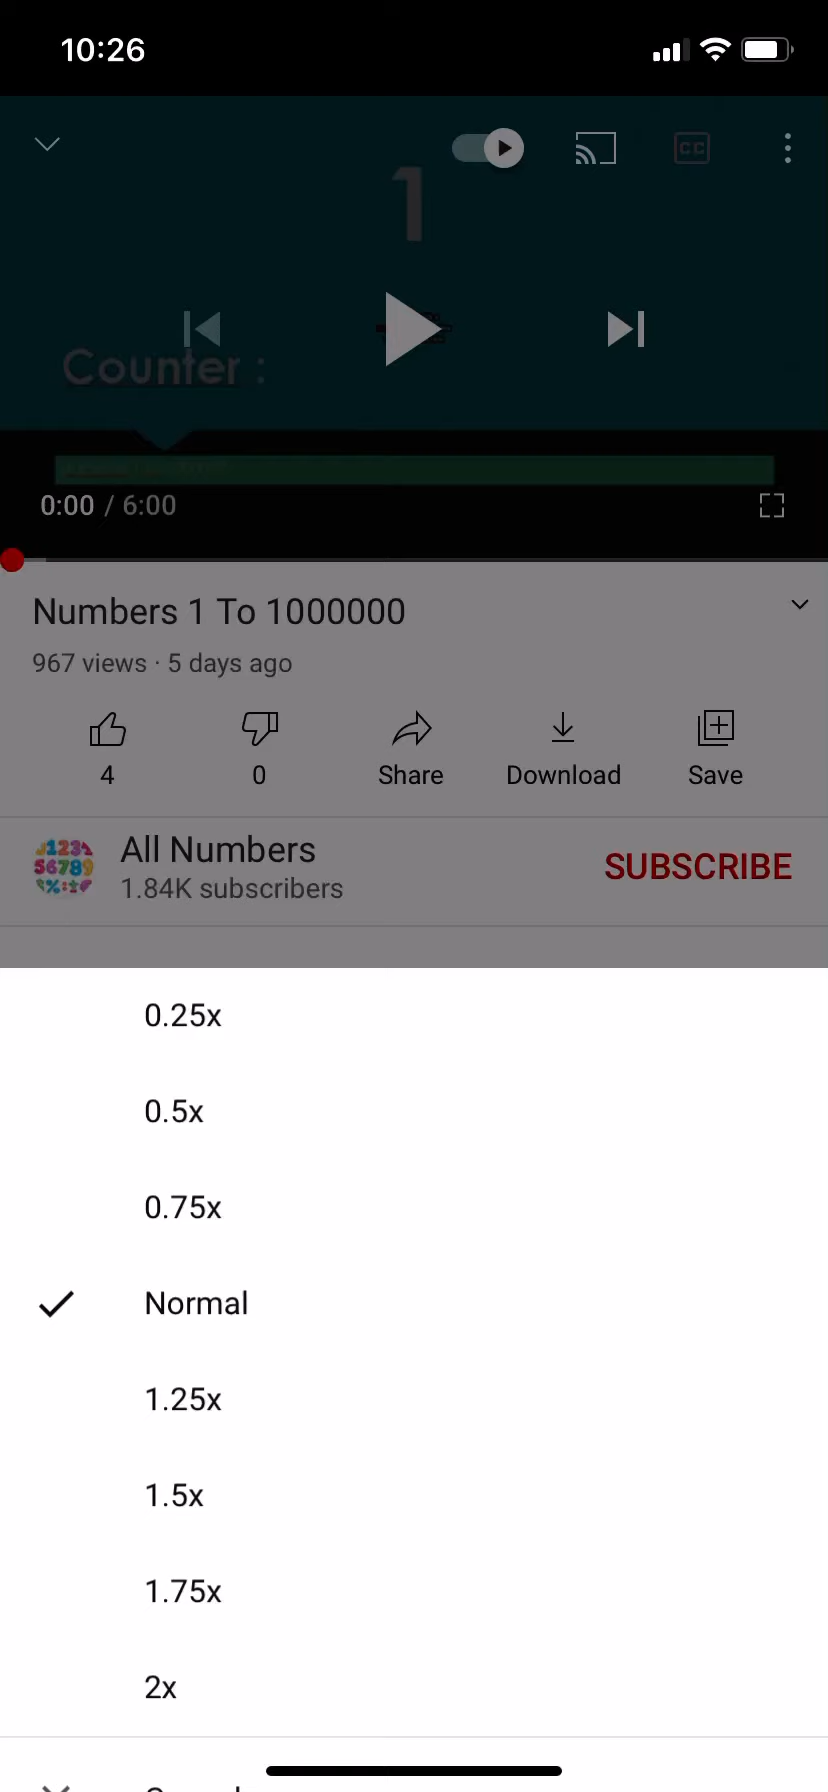 10:26
CC
1
Counter :
0:00 / 6:00
Numbers 1 To 1000000
967 views · 5 days ago
4
0
Share
Download
Save
All Numbers
1.84K subscribers
SUBSCRIBE
0.25x
0.5x
0.75x
Normal
1.25x
1.5x
1.75x
2x